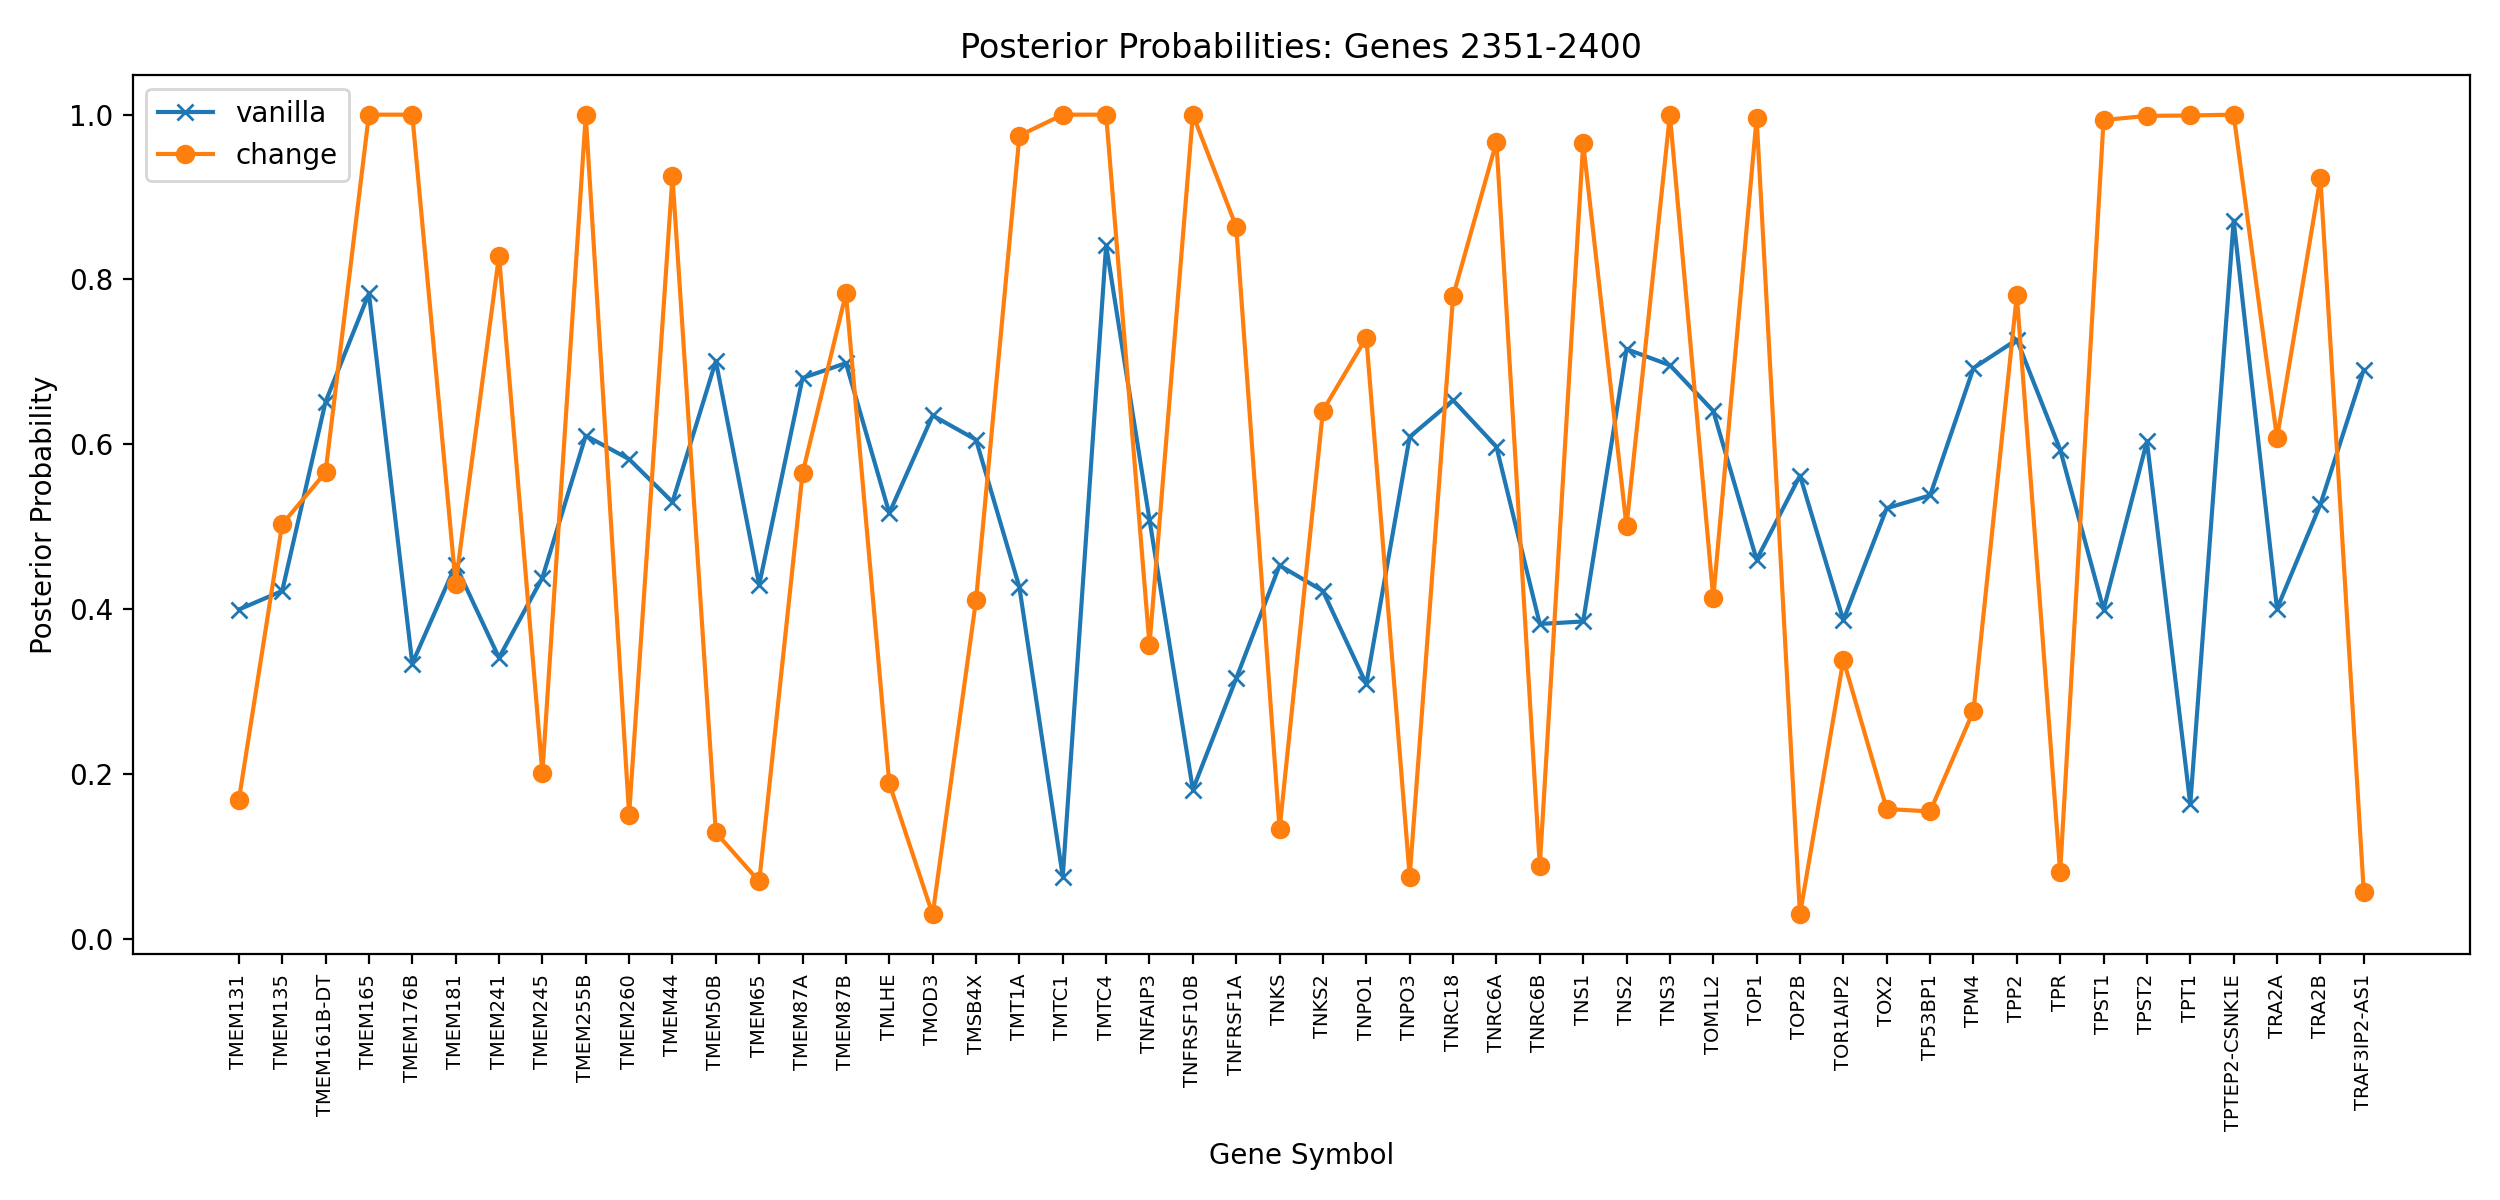 Posterior Probabilities: Genes 2351-2400
vanilla
change
Posterior Probability
1.0
0.8
0.6
0.4
0.2
0.0
TMEM131
TMEM135
TMEM161B-DT
TMEM165
TMEM176B
TMEM181
TMEM241
TMEM245
TMEM255B
TMEM260
TMEM44
TMEM50B
TMEM65
TMEM87A
TMEM87B
TMLHE
TMOD3
TMSB4X
TMT1A
TMTC1
TMTC4
TNFAIP3
TNFRSF10B
TNFRSF1A
TNKS
TNKS2
TNPO1
TNPO3
TNRC18
TNRC6A
TNRC6B
TNS1
TNS2
TNS3
TOM1L2
TOP1
TOP2B
TOR1AIP2
TOX2
TP53BP1
TPM4
TPP2
TPR
TPST1
TPST2
TPT1
TPTEP2-CSNK1E
TRA2A
TRA2B
TRAF3IP2-AS1
Gene Symbol